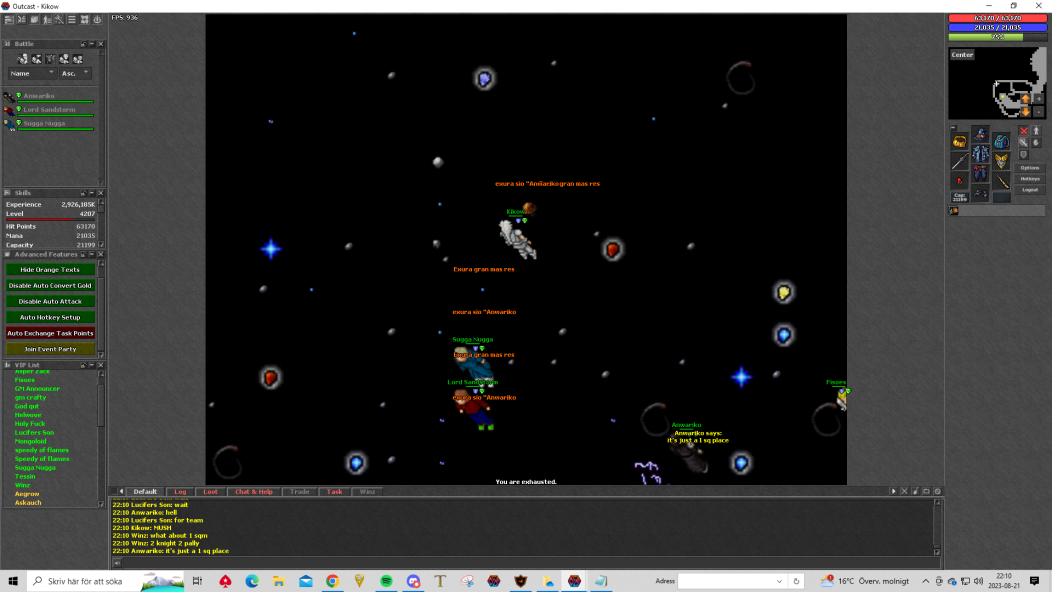 Outcast - Kikow
FPS: 936
Battle
Name
Asc.
Anwariko
Lord Sandstorm
Sugga Nugga
Skills
Experience 2,926,185K
Level 4207
Hit Points 63170
Mana 21035
Capacity 21199
Advanced Features
Hide Orange Texts
Disable Auto Convert Gold
Disable Auto Attack
Auto Hotkey Setup
Auto Exchange Task Points
Join Event Party
VIP List
Asper Zack
Fisnes
GM Announcer
gm crafty
God gut
Helwove
Holy Fuck
Lucifers Son
Mongoloid
speedy of flames
Speedy of flames
Sugga Nugga
Tessin
Winz
Aegrow
Askauch
exura sio "Anwariko gran mas res
Kikow
Exura gran mas res
exura sio "Anwariko
Sugga Nugga
Exura gran mas res
Lord Sandstorm
exura sio "Anwariko
Fisnes
Anwariko
Anwariko says:
it's just a 1 sq place
You are exhausted.
63170 / 63170
21035 / 21035
75%
Center
Cap:
21199
Options
Hotkeys
Logout
Default
Log
Loot
Chat & Help
Trade
Task
Winz
22:10 Lucifers Son: wait
22:10 Anwariko: hell
22:10 Lucifers Son: for team
22:10 Kikow: MUSH
22:10 Winz: what about 1 sqm
22:10 Winz: 2 knight 2 pally
22:10 Anwariko: it's just a 1 sq place
Skriv här för att söka
Adress
16°C Överv. molnigt
22:10
2023-08-21